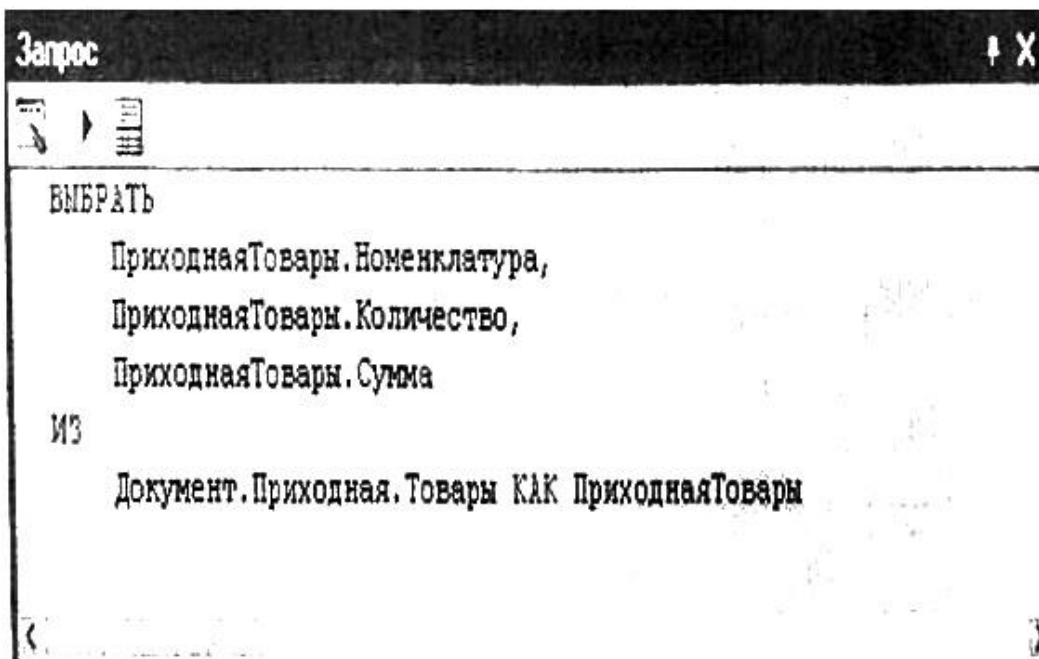 Запрос
ВЫБРАТЬ
ПриходнаяТовары.Номенклатура,
ПриходнаяТовары.Количество,
ПриходнаяТовары.Сумма
ИЗ
Документ.Приходная.Товары КАК ПриходнаяТовары